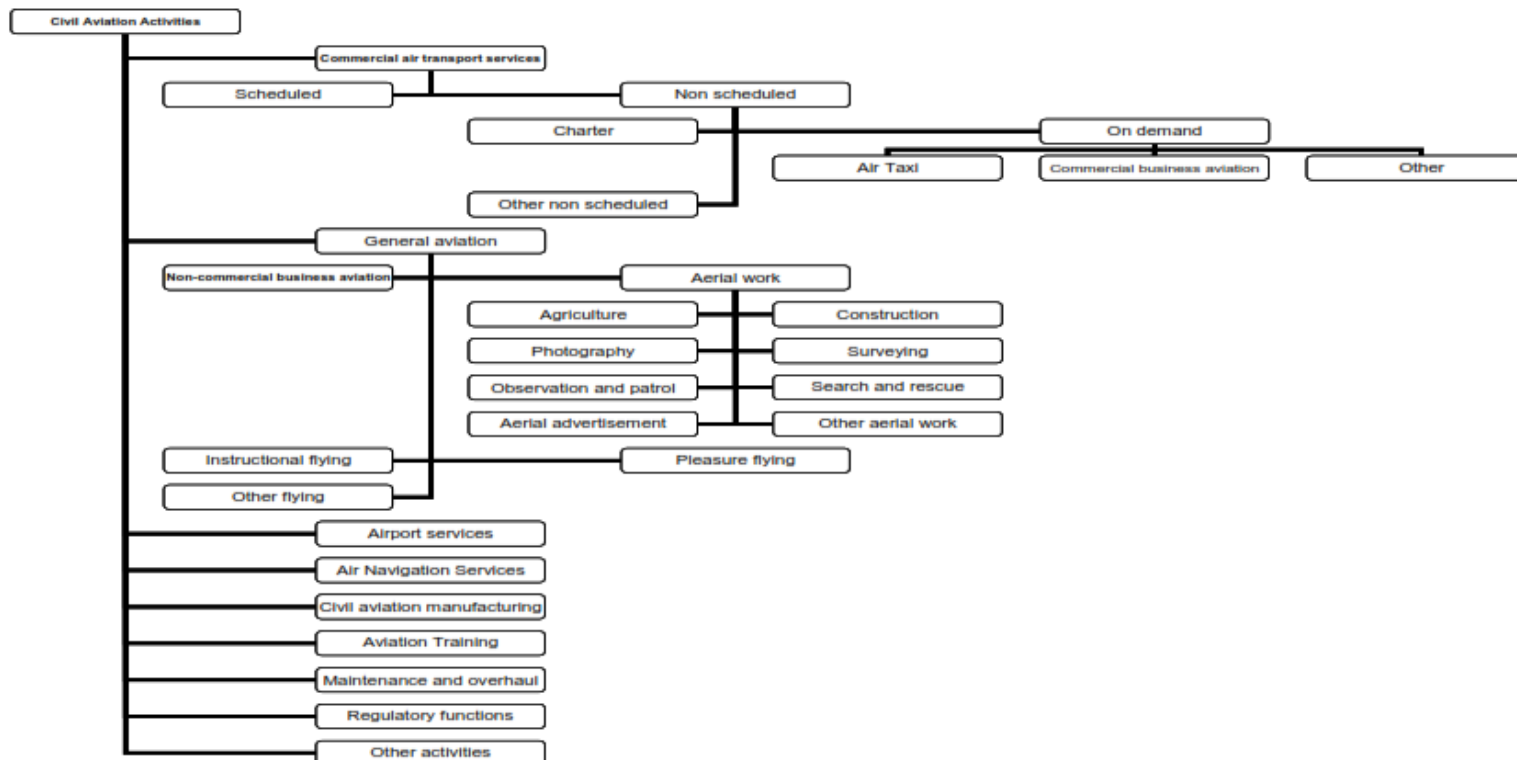 Civil Aviation Activities
Commercial air transport services
Scheduled
Non scheduled
Charter
On demand
Air Taxi
Commercial business aviation
Other
Other non scheduled
General aviation
Non-commercial business aviation
Aerial work
Agriculture
Construction
Photography
Surveying
Observation and patrol
Search and rescue
Aerial advertisement
Other aerial work
Instructional flying
Pleasure flying
Other flying
Airport services
Air Navigation Services
Civil aviation manufacturing
Aviation Training
Maintenance and overhaul
Regulatory functions
Other activities